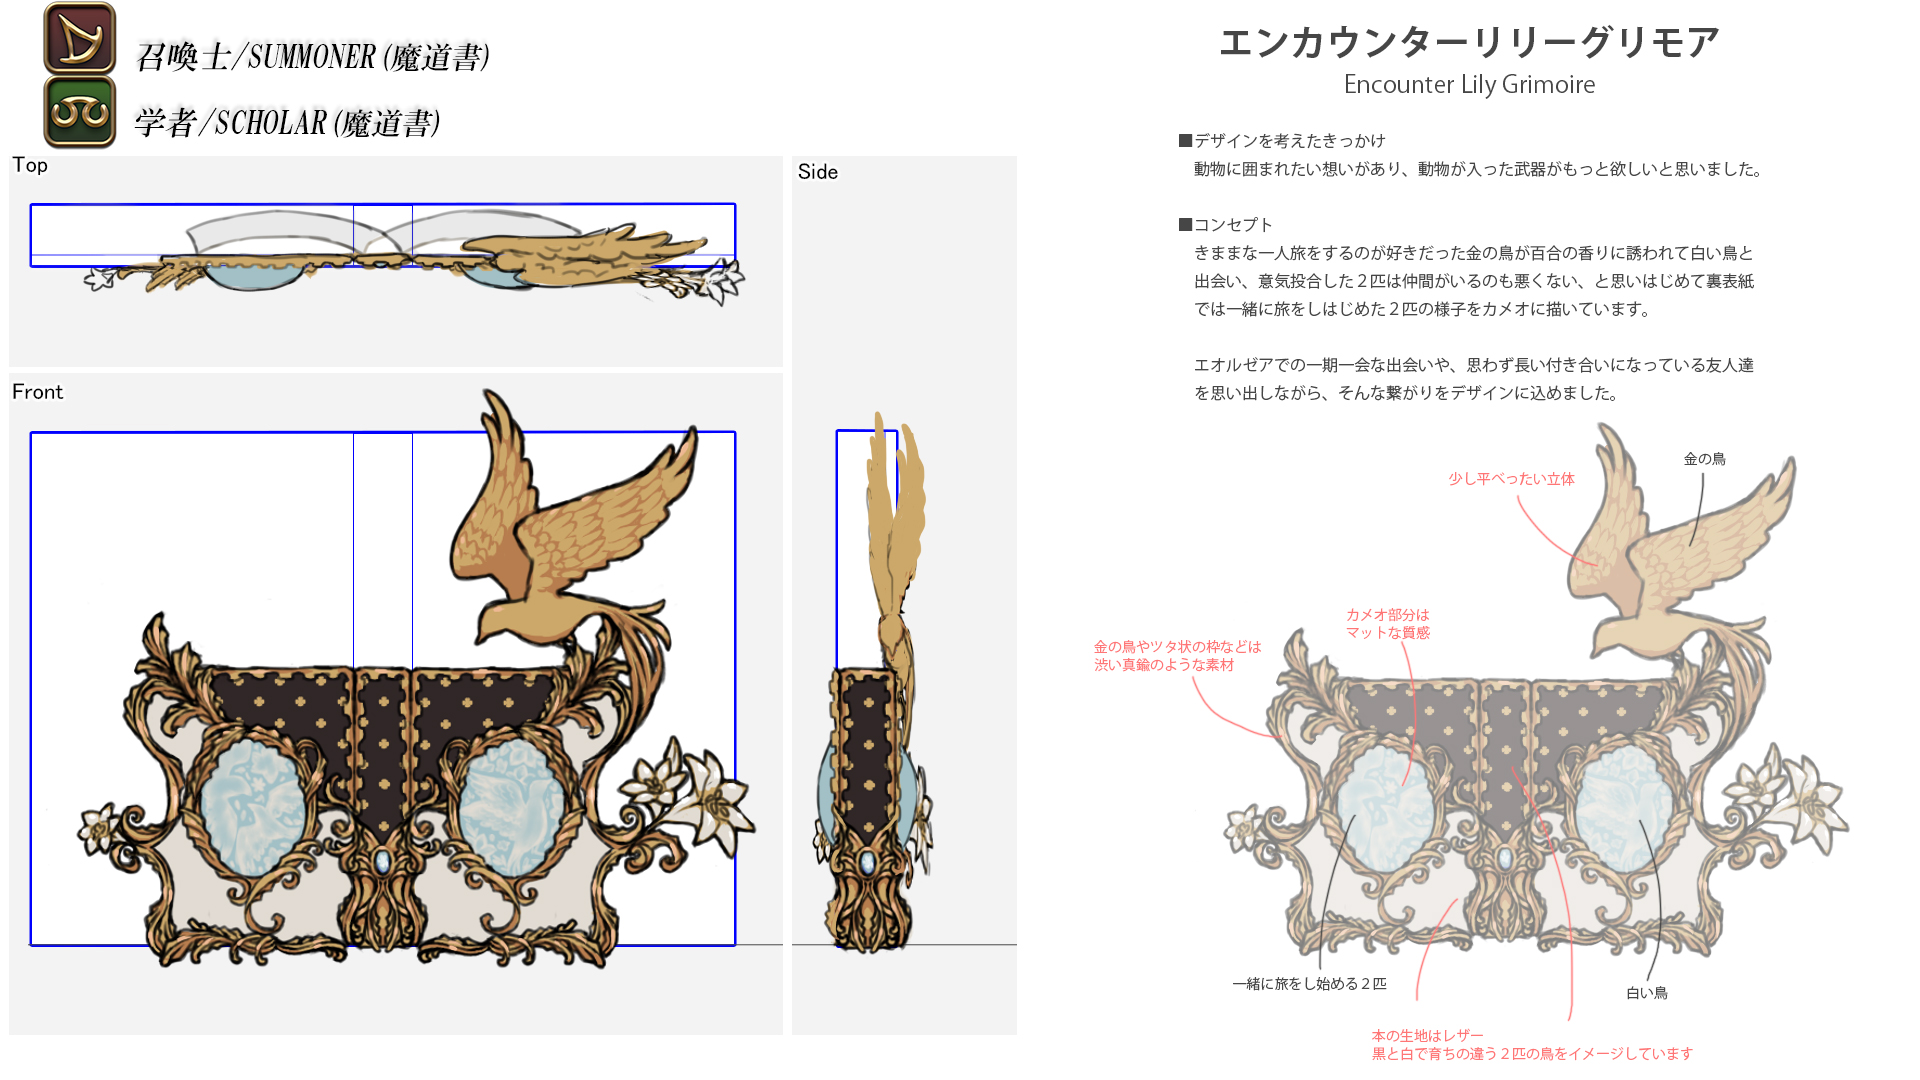 召喚士/SUMMONER (魔道書)
学者/SCHOLAR (魔道書)
Top
Side
Front
エンカウンターリリーグリモア
Encounter Lily Grimoire
■デザインを考えたきっかけ
動物に囲まれたい想いがあり、動物が入った武器がもっと欲しいと思いました。
■コンセプト
きままな一人旅をするのが好きだった金の鳥が百合の香りに誘われて白い鳥と
出会い、意気投合した２匹は仲間がいるのも悪くない、と思いはじめて裏表紙
では一緒に旅をしはじめた２匹の様子をカメオに描いています。
エオルゼアでの一期一会な出会いや、思わず長い付き合いになっている友人達
を思い出しながら、そんな繋がりをデザインに込めました。
金の鳥
少し平べったい立体
カメオ部分は
マットな質感
金の鳥やツタ状の枠などは
渋い真鍮のような素材
一緒に旅をし始める２匹
白い鳥
本の生地はレザー
黒と白で育ちの違う２匹の鳥をイメージしています